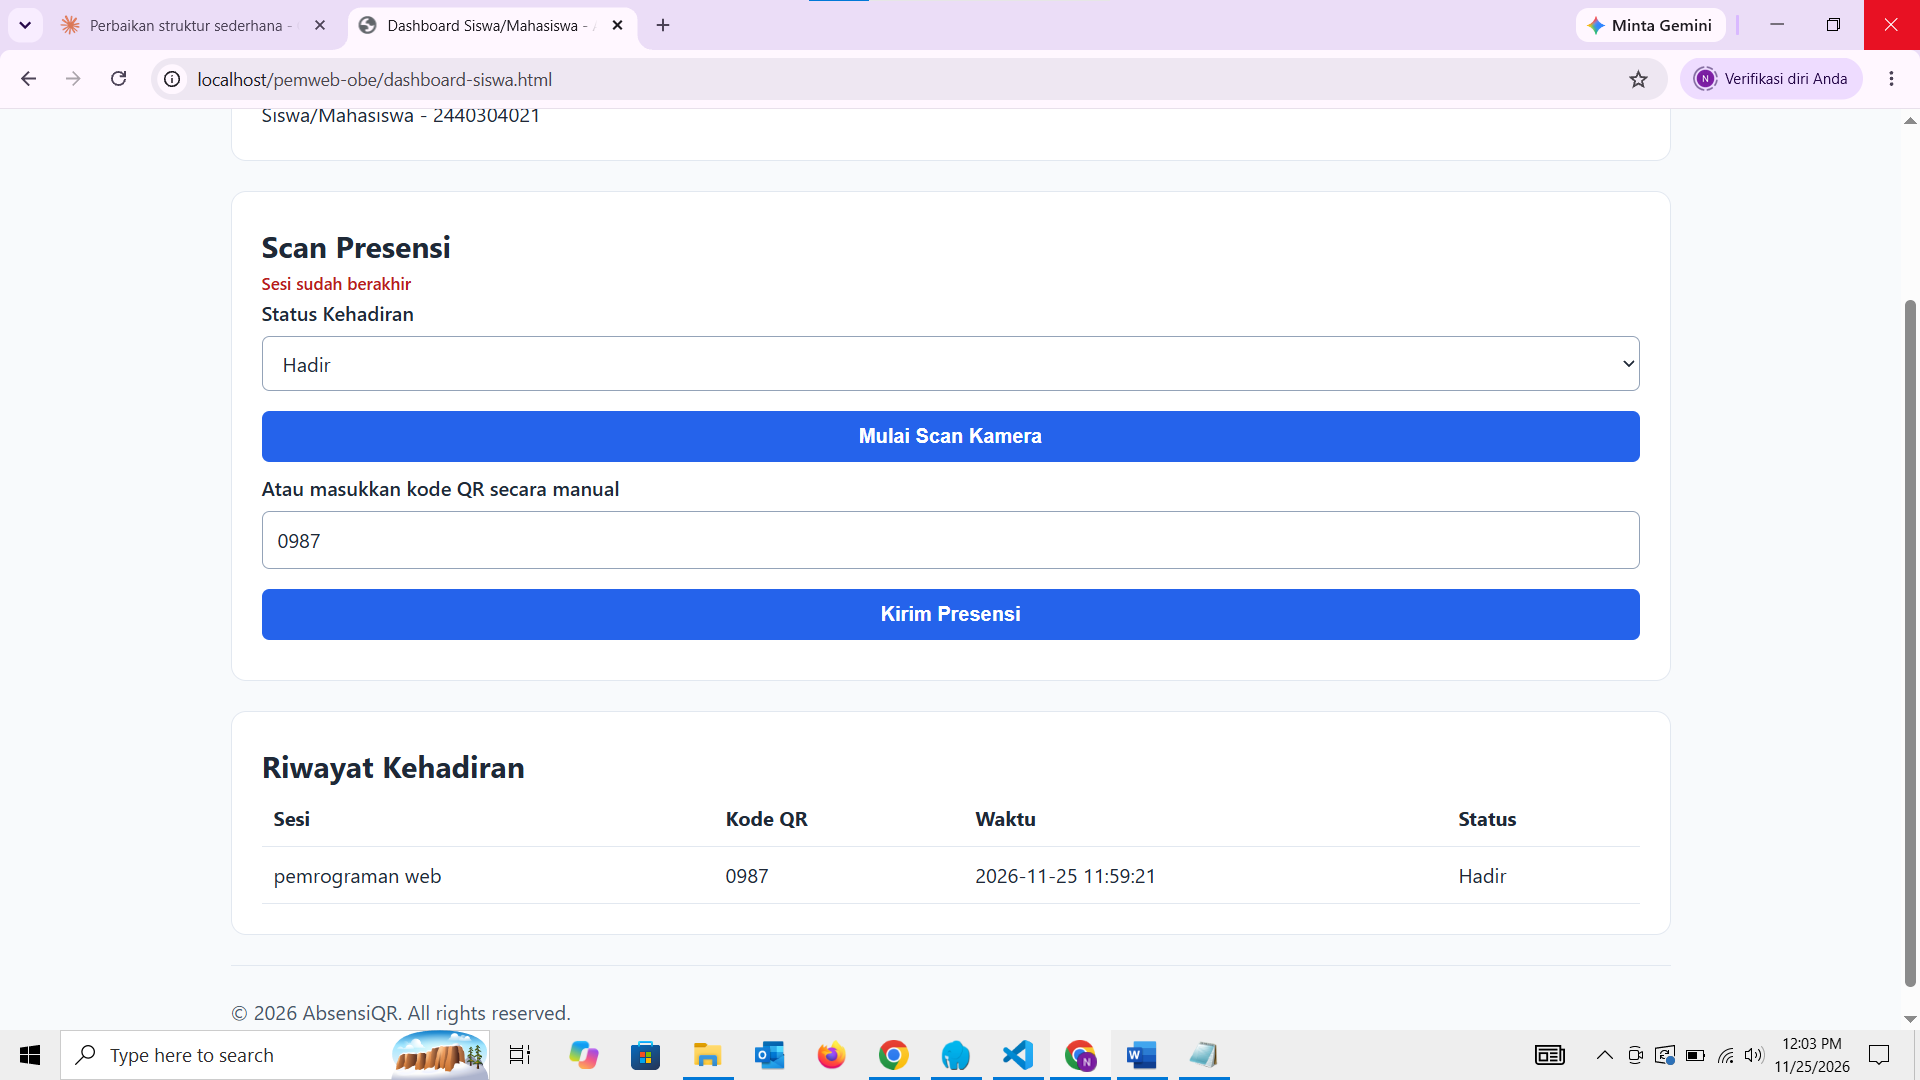 Perbaikan struktur sederhana -
Dashboard Siswa/Mahasiswa -
Minta Gemini
localhost/pemweb-obe/dashboard-siswa.html
N
Verifikasi diri Anda
Siswa/Mahasiswa - 2440304021
Scan Presensi
Sesi sudah berakhir
Status Kehadiran
Hadir
Mulai Scan Kamera
Atau masukkan kode QR secara manual
0987
Kirim Presensi
Riwayat Kehadiran
Sesi Kode QR Waktu Status
pemrograman web 0987 2026-11-25 11:59:21 Hadir
© 2026 AbsensiQR. All rights reserved.
Type here to search
12:03 PM
11/25/2026